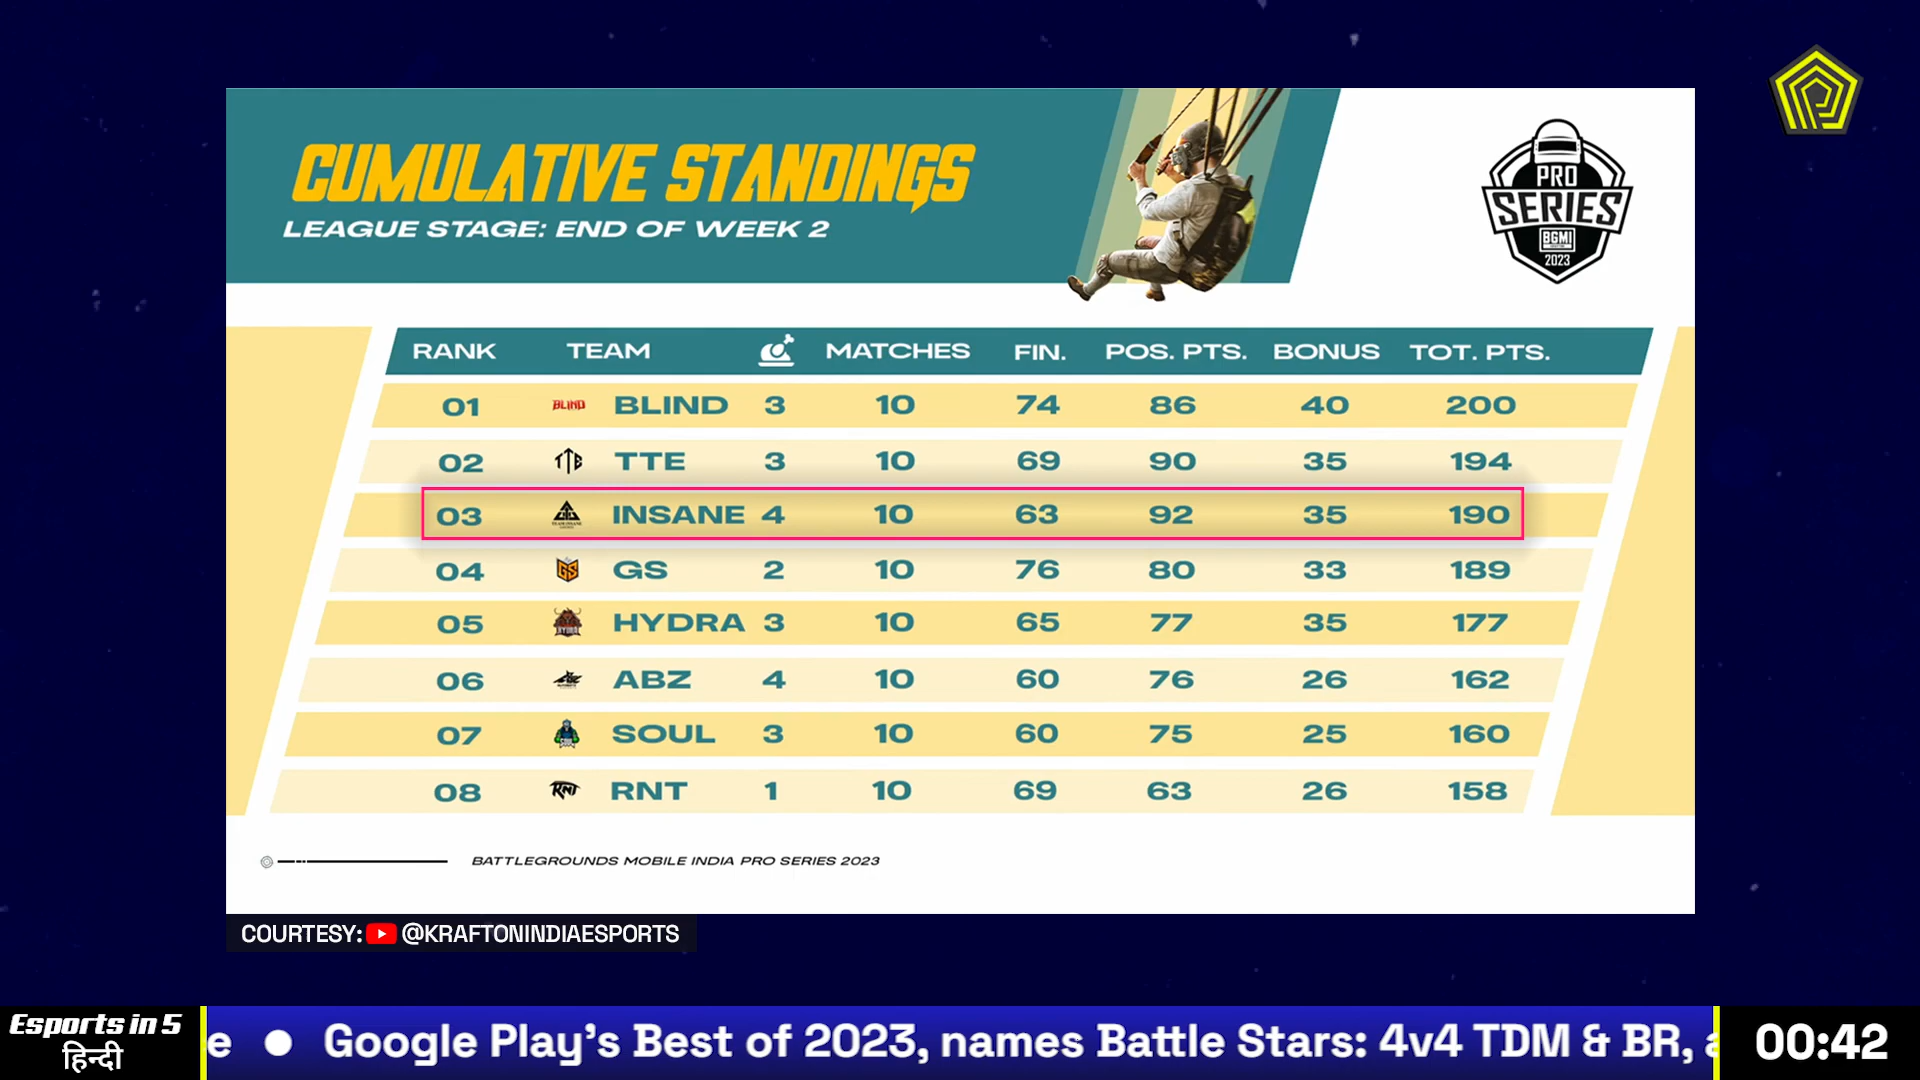 CUMULATIVE STANDINGS
LEAGUE STAGE: END OF WEEK 2
PRO
SERIES
BGMI
2023
RANK TEAM MATCHES FIN. POS. PTS. BONUS TOT. PTS.
01 BLIND BLIND 3 10 74 86 40 200
02 TTE TTE 3 10 69 90 35 194
03 INSANE 4 10 63 92 35 190
04 GS GS 2 10 76 80 33 189
05 HYDRA HYDRA 3 10 65 77 35 177
06 ABZ 4 10 60 76 26 162
07 SOUL 3 10 60 75 25 160
08 RNT RNT 1 10 69 63 26 158
BATTLEGROUNDS MOBILE INDIA PRO SERIES 2023
COURTESY: @KRAFTONINDIAESPORTS
Esports in 5
हिन्दी
e ● Google Play's Best of 2023, names Battle Stars: 4v4 TDM & BR, a
00:42